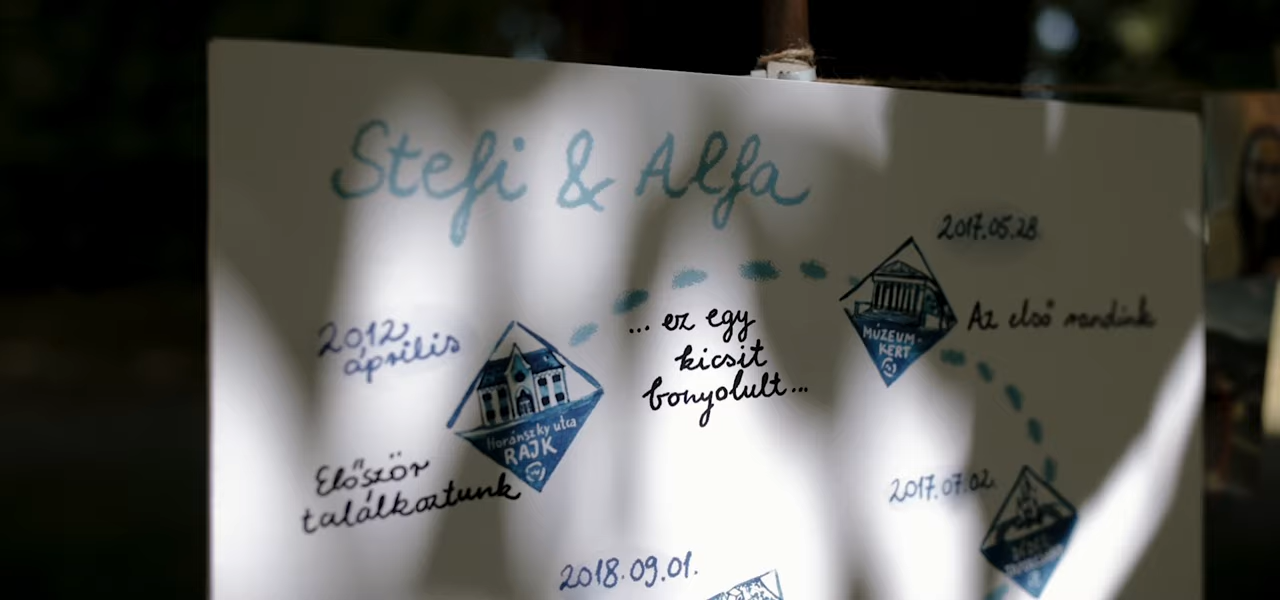 Stefi & Alfa
2012
április
Horánszky utca
RAJK
Először
találkoztunk
... ez egy
kicsit
bonyolult...
2017.05.28.
MÚZEUM-
KERT
Az első randink
2017.07.02.
2018.09.01.